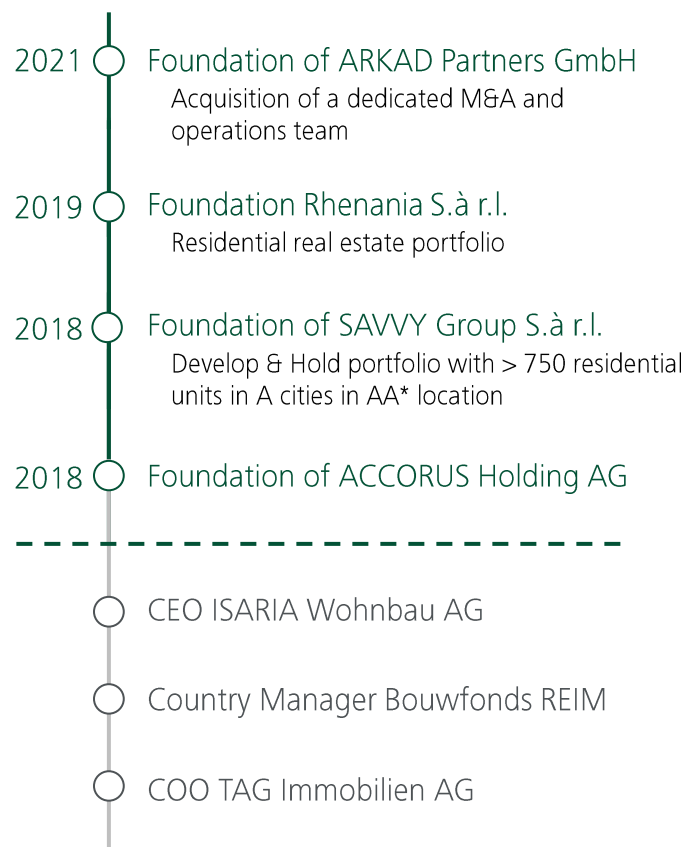 2021 Foundation of ARKAD Partners GmbH
Acquisition of a dedicated M&A and
operations team
2019 Foundation Rhenania S.à r.l.
Residential real estate portfolio
2018 Foundation of SAVVY Group S.à r.l.
Develop & Hold portfolio with > 750 residential
units in A cities in AA* location
2018 Foundation of ACCORUS Holding AG
CEO ISARIA Wohnbau AG
Country Manager Bouwfonds REIM
COO TAG Immobilien AG